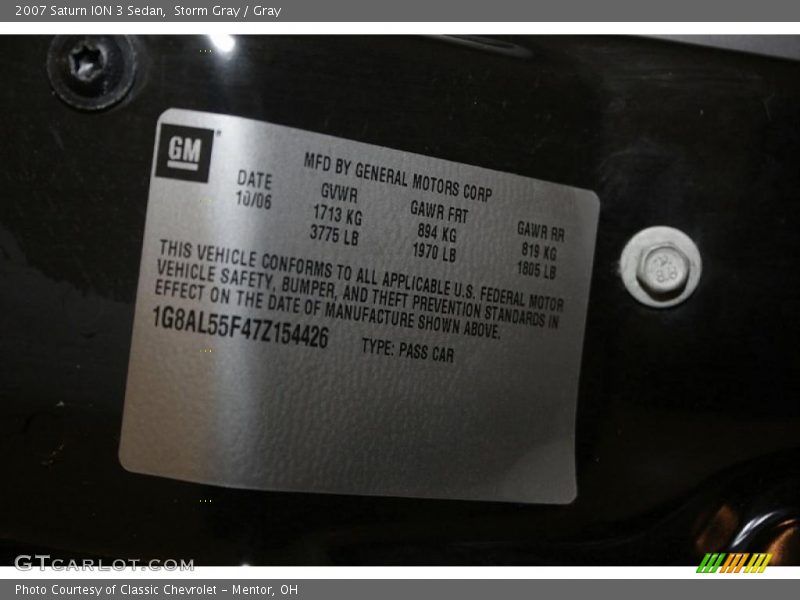 2007 Saturn ION 3 Sedan,  Storm Gray / Gray
GM
MFD BY GENERAL MOTORS CORP
DATE GVWR GAWR FRT GAWR RR
10/06 1713 KG 894 KG 819 KG
3775 LB 1970 LB 1805 LB
THIS VEHICLE CONFORMS TO ALL APPLICABLE U.S. FEDERAL MOTOR
VEHICLE SAFETY, BUMPER, AND THEFT PREVENTION STANDARDS IN
EFFECT ON THE DATE OF MANUFACTURE SHOWN ABOVE.
1G8AL55F47Z154426 TYPE: PASS CAR
8.8
GTCARLOT.COM
Photo Courtesy of Classic Chevrolet - Mentor, OH